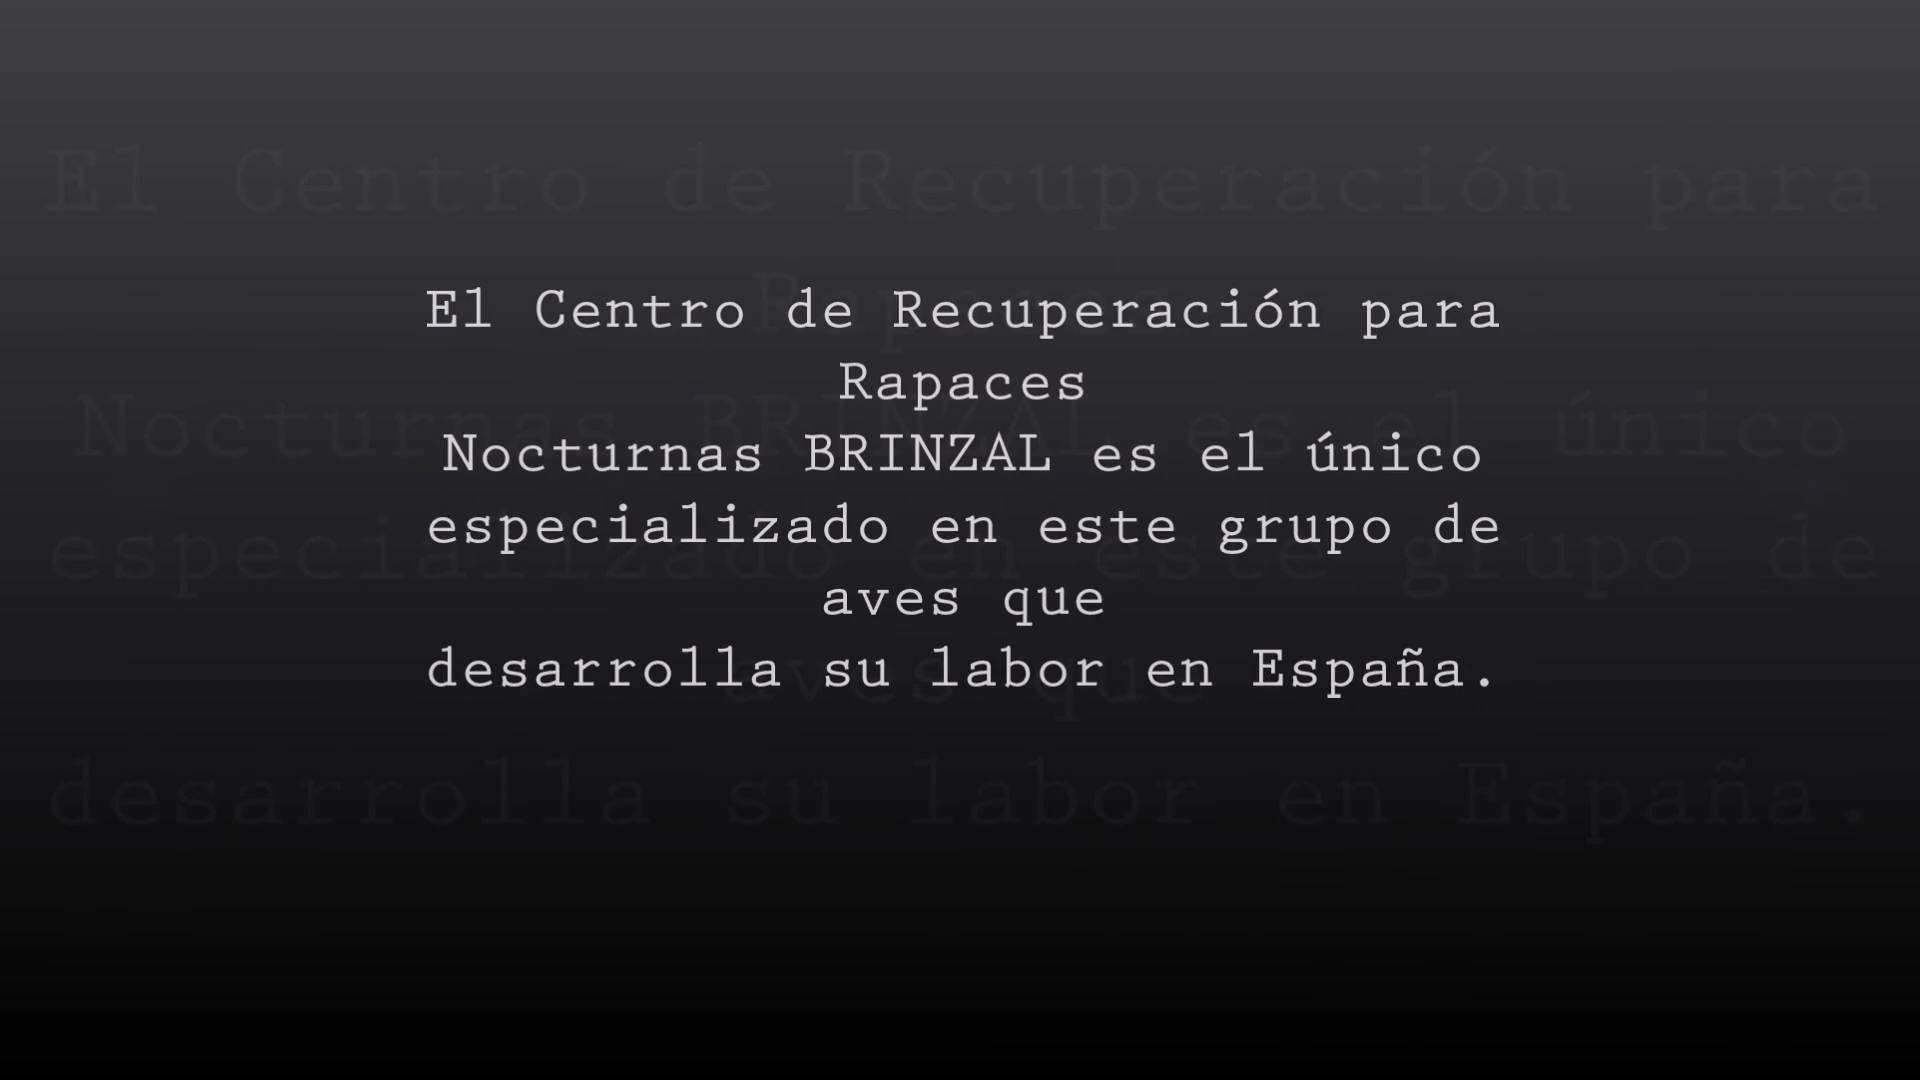 El Centro de Recuperación para
Rapaces
Nocturnas BRINZAL es el único
especializado en este grupo de
aves que
desarrolla su labor en España.